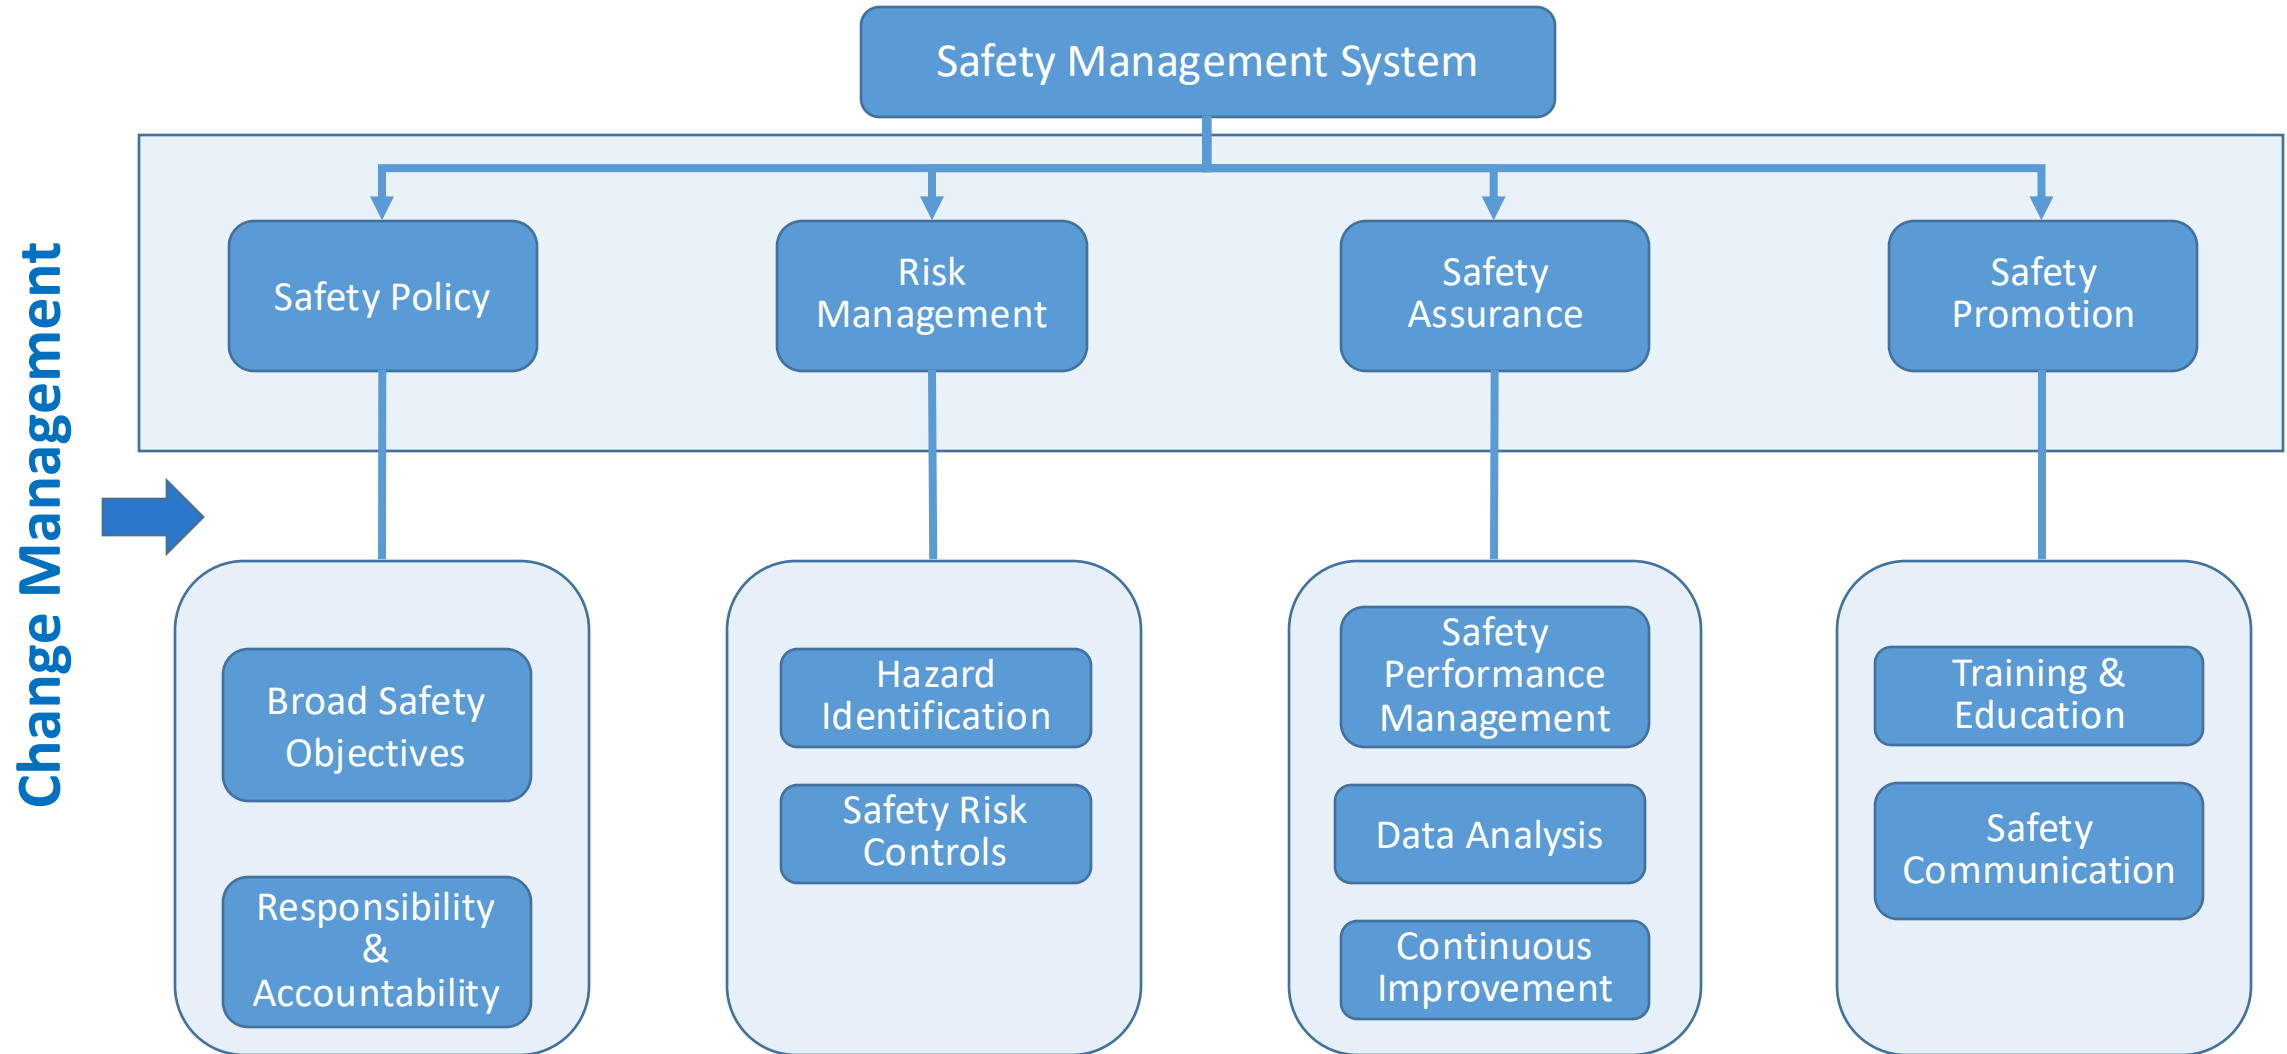 Safety Management System
Change Management
Safety Policy
Risk
Management
Safety
Assurance
Safety
Promotion
Broad Safety
Objectives
Responsibility
&
Accountability
Hazard
Identification
Safety Risk
Controls
Safety
Performance
Management
Data Analysis
Continuous
Improvement
Training &
Education
Safety
Communication